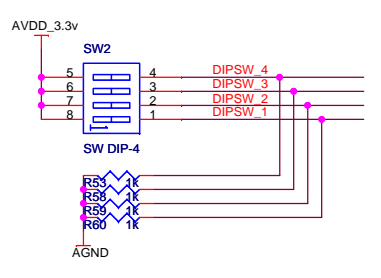 AVDD_3.3v
SW2
5 4 DIPSW_4
6 3 DIPSW_3
7 2 DIPSW_2
8 1 DIPSW_1
SW DIP-4
R53 1k
R58 1k
R59 1k
R60 1k
AGND